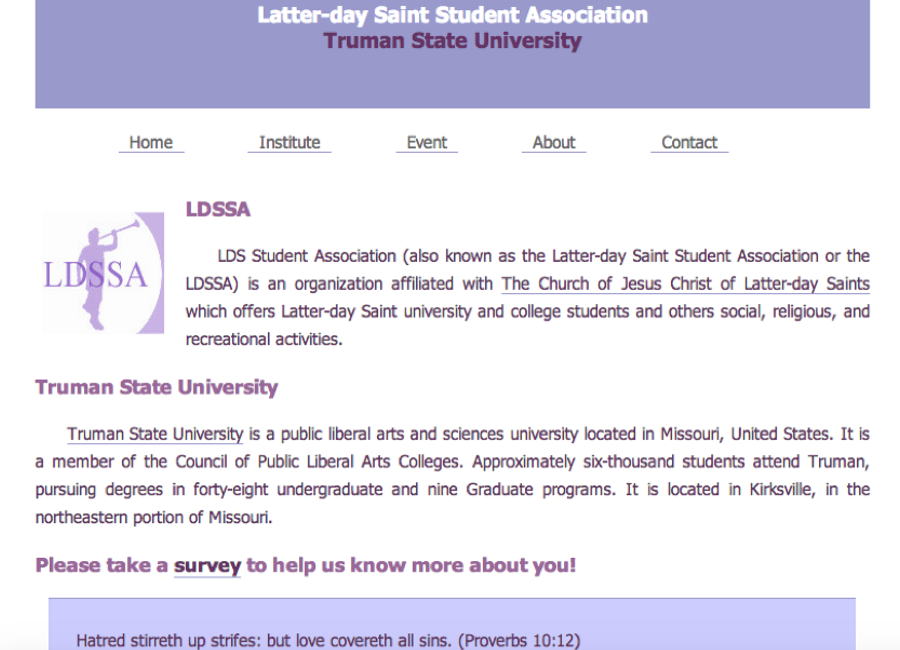 Latter-day Saint Student Association
Truman State University
Home Institute Event About Contact
LDSSA
LDSSA
LDS Student Association (also known as the Latter-day Saint Student Association or the
LDSSA) is an organization affiliated with The Church of Jesus Christ of Latter-day Saints
which offers Latter-day Saint university and college students and others social, religious, and
recreational activities.
Truman State University
Truman State University is a public liberal arts and sciences university located in Missouri, United States. It is
a member of the Council of Public Liberal Arts Colleges. Approximately six-thousand students attend Truman,
pursuing degrees in forty-eight undergraduate and nine Graduate programs. It is located in Kirksville, in the
northeastern portion of Missouri.
Please take a survey to help us know more about you!
Hatred stirreth up strifes: but love covereth all sins. (Proverbs 10:12)